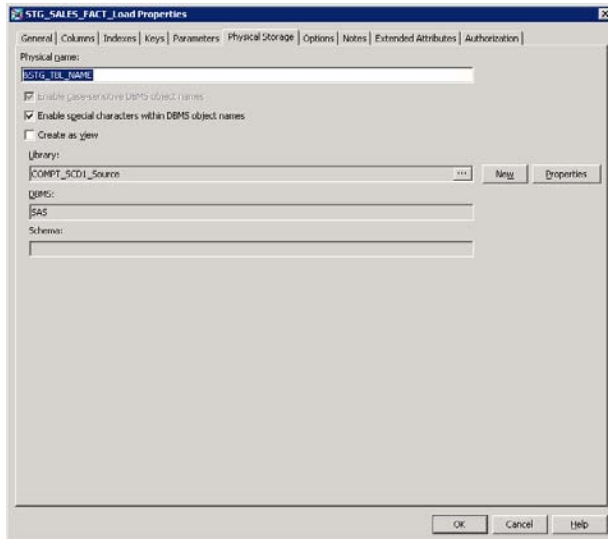 STG_SALES_FACT_Load Properties
General Columns Indexes Keys Parameters Physical Storage Options Notes Extended Attributes Authorization
Physical name:
&STG_TBL_NAME
Enable case-sensitive DBMS object names
Enable special characters within DBMS object names
Create as view
Library:
COMPT_SCD1_Source ... New Properties
DBMS:
SAS
Schema:
OK Cancel Help